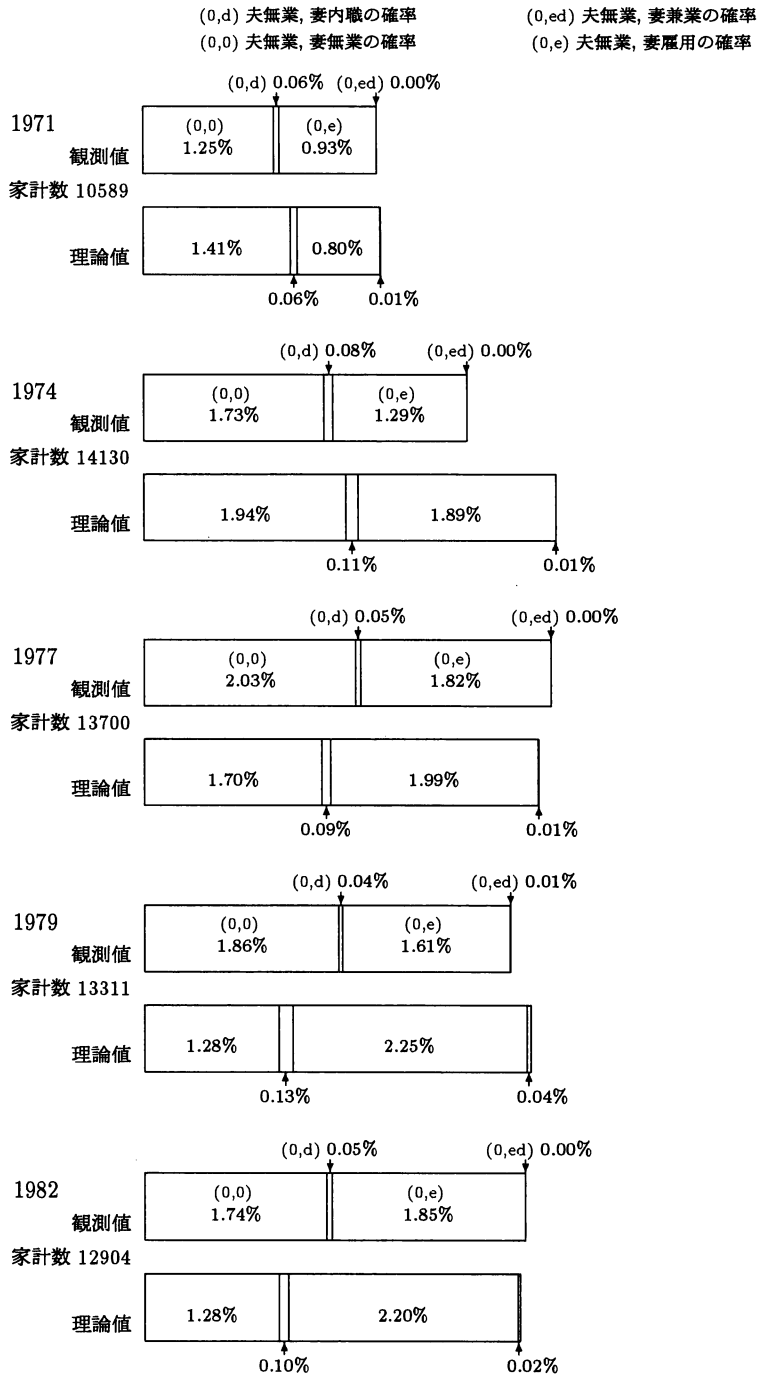 (0,d) 夫無業, 妻内職の確率 (0,ed) 夫無業, 妻兼業の確率
(0,0) 夫無業, 妻無業の確率 (0,e) 夫無業, 妻雇用の確率
(0,d) 0.06% (0,ed) 0.00%
1971
(0,0) (0,e)
観測値 1.25% 0.93%
家計数 10589
理論値 1.41% 0.80%
0.06% 0.01%
(0,d) 0.08% (0,ed) 0.00%
1974
(0,0) (0,e)
観測値 1.73% 1.29%
家計数 14130
理論値 1.94% 1.89%
0.11% 0.01%
(0,d) 0.05% (0,ed) 0.00%
1977
(0,0) (0,e)
観測値 2.03% 1.82%
家計数 13700
理論値 1.70% 1.99%
0.09% 0.01%
(0,d) 0.04% (0,ed) 0.01%
1979
(0,0) (0,e)
観測値 1.86% 1.61%
家計数 13311
理論値 1.28% 2.25%
0.13% 0.04%
(0,d) 0.05% (0,ed) 0.00%
1982
(0,0) (0,e)
観測値 1.74% 1.85%
家計数 12904
理論値 1.28% 2.20%
0.10% 0.02%